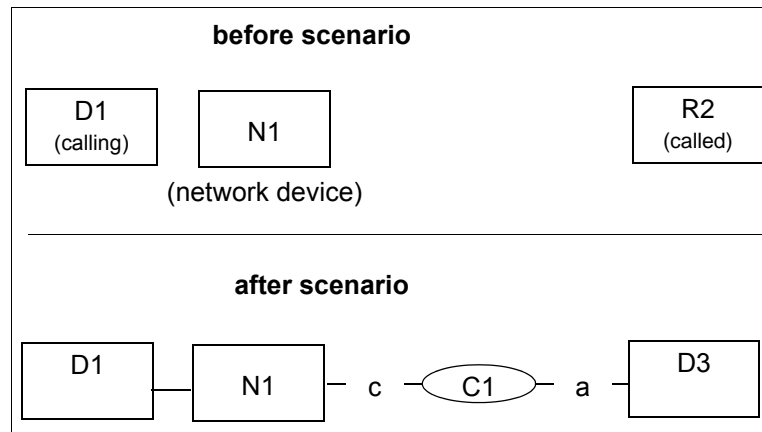 before scenario
D1
(calling)
N1
(network device)
R2
(called)
after scenario
D1
N1
c
C1
a
D3